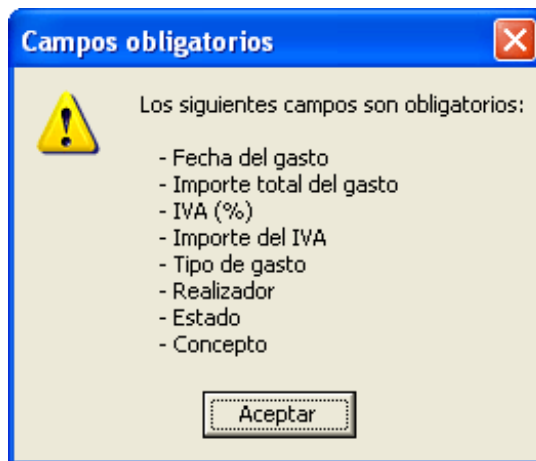 Campos obligatorios
Los siguientes campos son obligatorios:
- Fecha del gasto
- Importe total del gasto
- IVA (%)
- Importe del IVA
- Tipo de gasto
- Realizador
- Estado
- Concepto
Aceptar